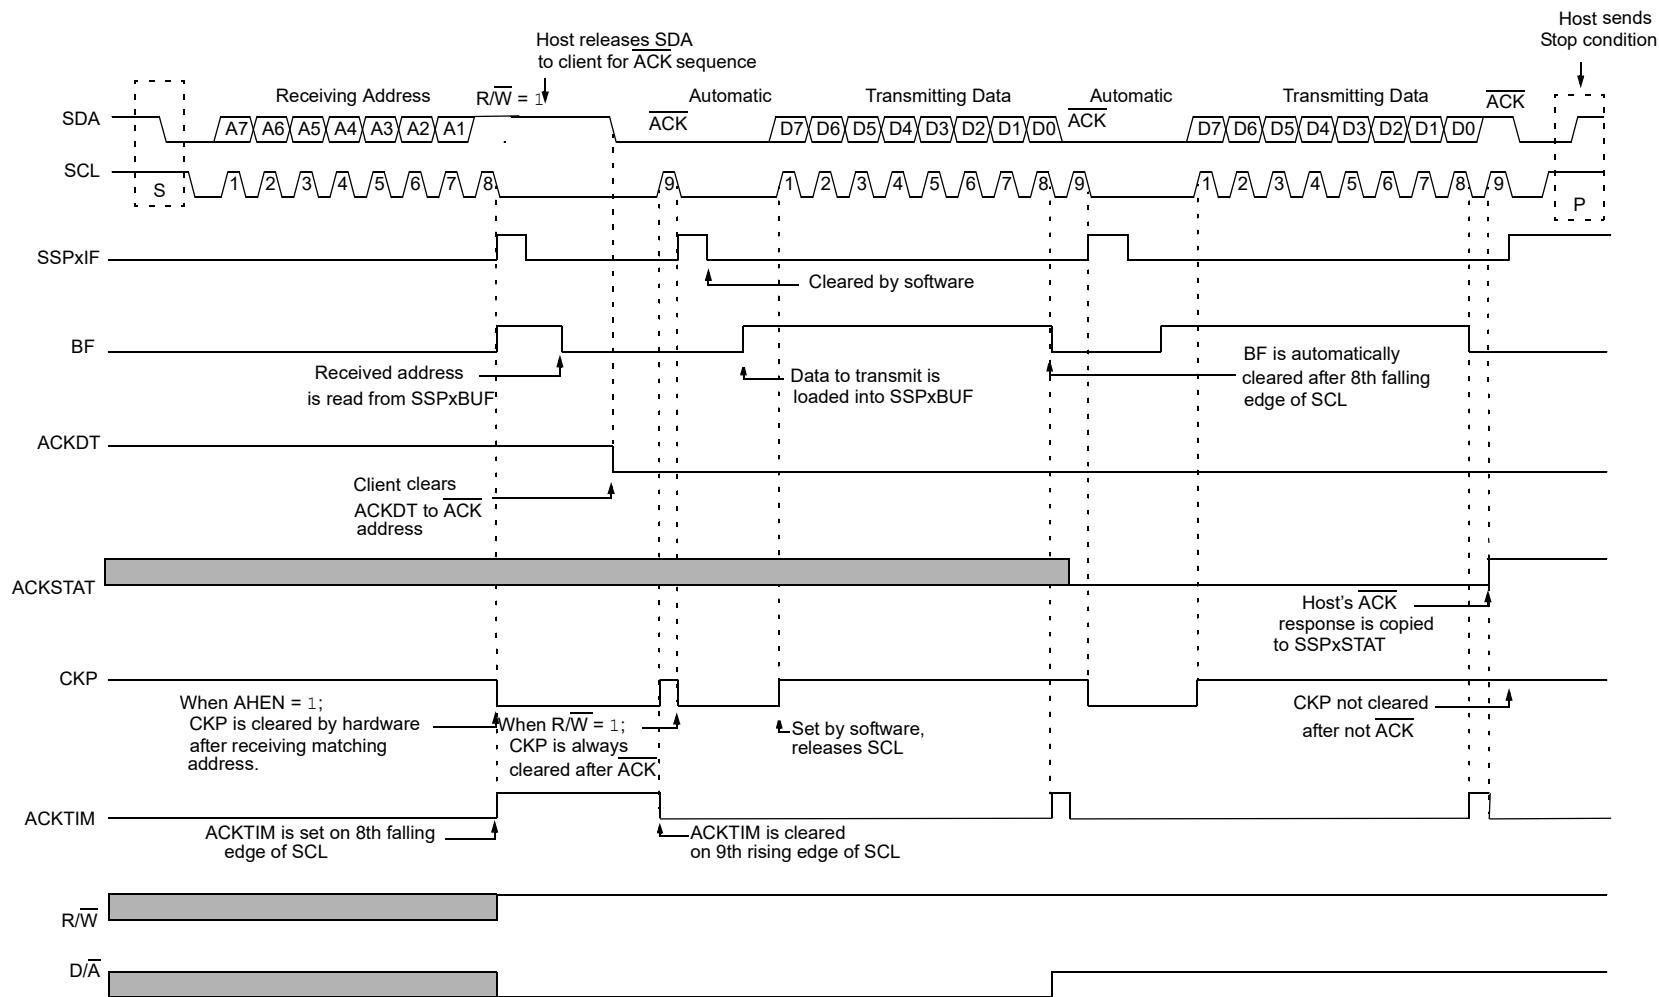 Host sends
Stop condition
Host releases SDA
to client for ACK sequence
Receiving Address
R/W = 1
Automatic
Transmitting Data
Automatic
Transmitting Data
ACK
ACK
ACK
SDA
A7 A6 A5 A4 A3 A2 A1
D7 D6 D5 D4 D3 D2 D1 D0
D7 D6 D5 D4 D3 D2 D1 D0
SCL
S
1 2 3 4 5 6 7 8
9
1 2 3 4 5 6 7 8 9
1 2 3 4 5 6 7 8 9
P
SSPxIF
Cleared by software
BF
Received address
is read from SSPxBUF
Data to transmit is
loaded into SSPxBUF
BF is automatically
cleared after 8th falling
edge of SCL
ACKDT
Client clears
ACKDT to ACK
address
ACKSTAT
Host's ACK
response is copied
to SSPxSTAT
CKP
When AHEN = 1;
CKP is cleared by hardware
after receiving matching
address.
When R/W = 1;
CKP is always
cleared after ACK
Set by software,
releases SCL
CKP not cleared
after not ACK
ACKTIM
ACKTIM is set on 8th falling
edge of SCL
ACKTIM is cleared
on 9th rising edge of SCL
R/W
D/A